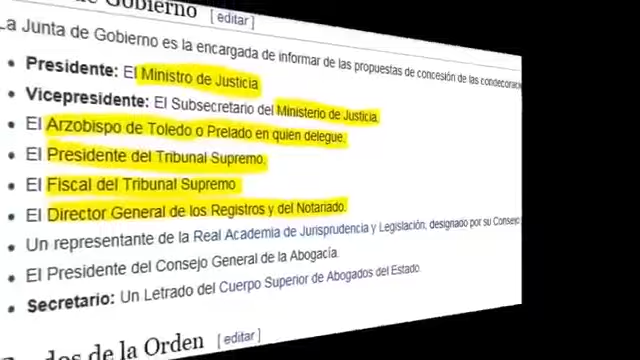 de Gobierno [ editar ]
La Junta de Gobierno es la encargada de informar de las propuestas de concesión de las
Presidente: El Ministro de Justicia
Vicepresidente: El Subsecretario del Ministerio de Justicia.
El Arzobispo de Toledo o Prelado en quien delegue.
El Presidente del Tribunal Supremo.
El Fiscal del Tribunal Supremo
El Director General de los Registros y del Notariado.
Un representante de la Real Academia de Jurisprudencia y Legislación, designado por su Consejo
El Presidente del Consejo General de la Abogacía.
Secretario: Un Letrado del Cuerpo Superior de Abogados del Estado.
de la Orden [ editar ]